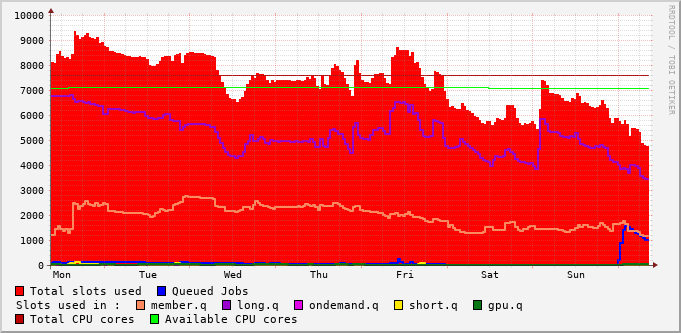 10000
9000
8000
7000
6000
5000
4000
3000
2000
1000
0
Mon Tue Wed Thu Fri Sat Sun
RRDTOOL / TOBI OETIKER
Total slots used Queued Jobs
Slots used in : member.q long.q ondemand.q short.q gpu.q
Total CPU cores Available CPU cores